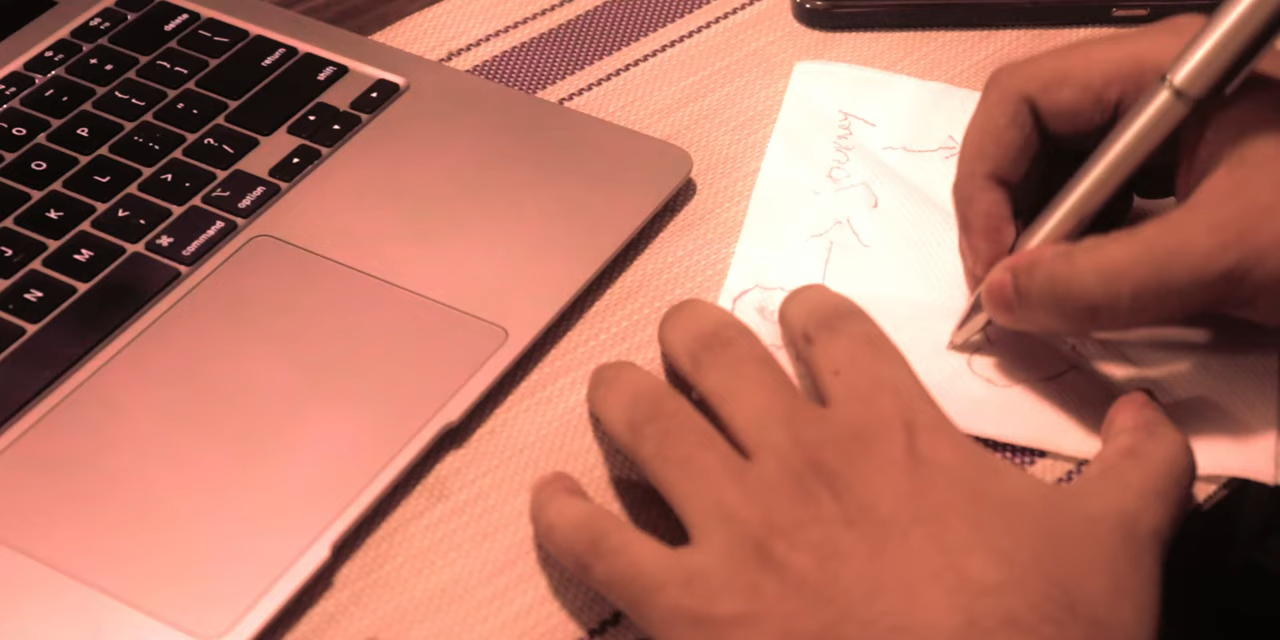 delete
O P { [ } ] | \
return
J K L : ; " '
shift
N M < , > . ? /
⌘ command
⌥ option
journey